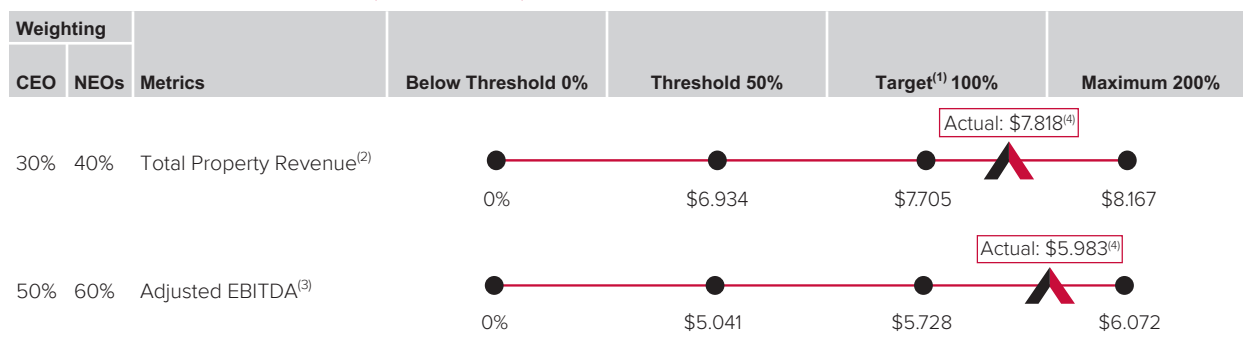 Weighting
CEO NEOs Metrics Below Threshold 0% Threshold 50% Target(1) 100% Maximum 200%
Actual: $7.818(4)
30% 40% Total Property Revenue(2)
0% $6.934 $7.705 $8.167
Actual: $5.983(4)
50% 60% Adjusted EBITDA(3)
0% $5.041 $5.728 $6.072